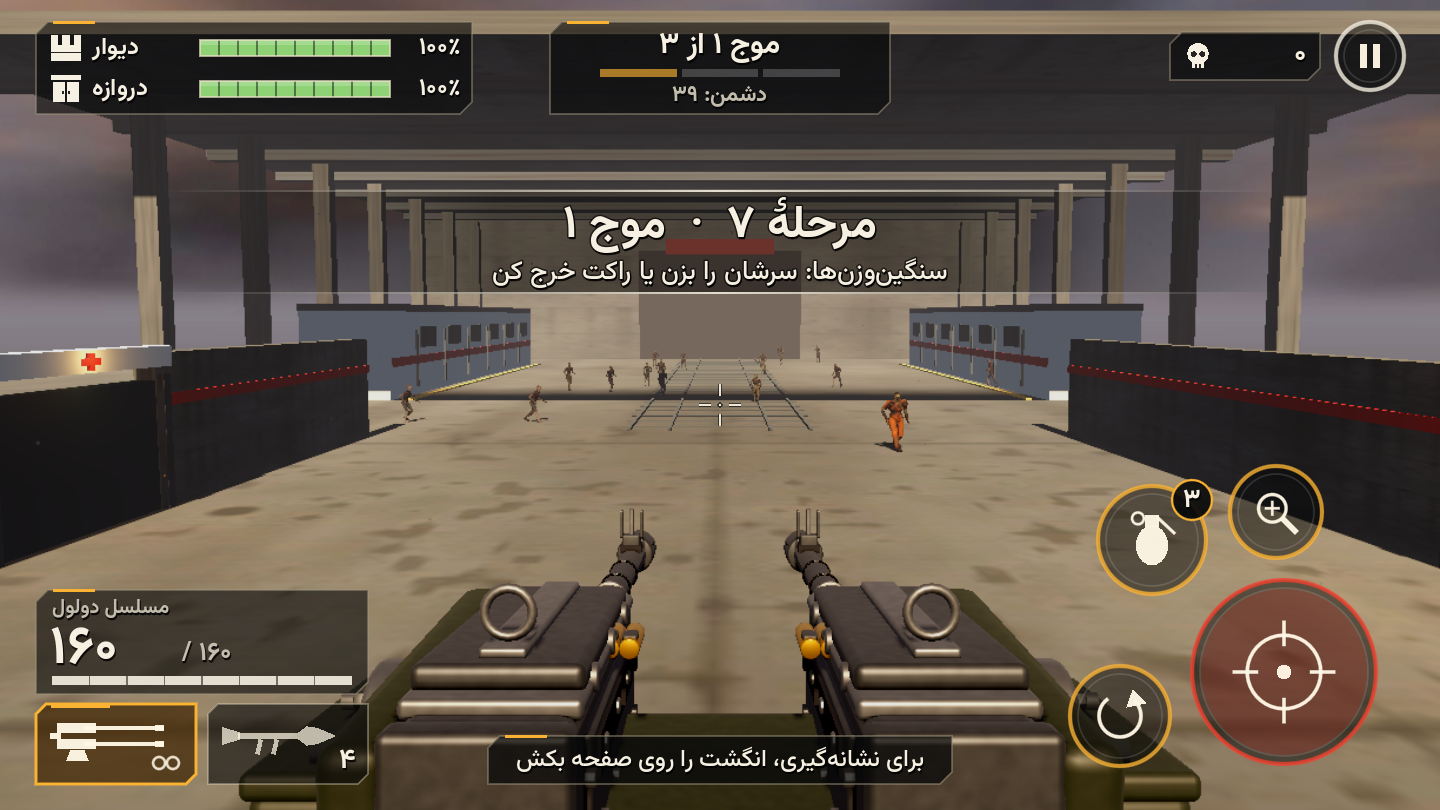 دیوار ۱۰۰٪
دروازه ۱۰۰٪
موج ۱ از ۳
دشمن: ۳۹
۰
مرحلهٔ ۷ · موج ۱
سنگین‌وزن‌ها: سرشان را بزن یا راکت خرج کن
۳
مسلسل دولول
۱۶۰ / ۱۶۰
∞
۴
برای نشانه‌گیری، انگشت را روی صفحه بکش